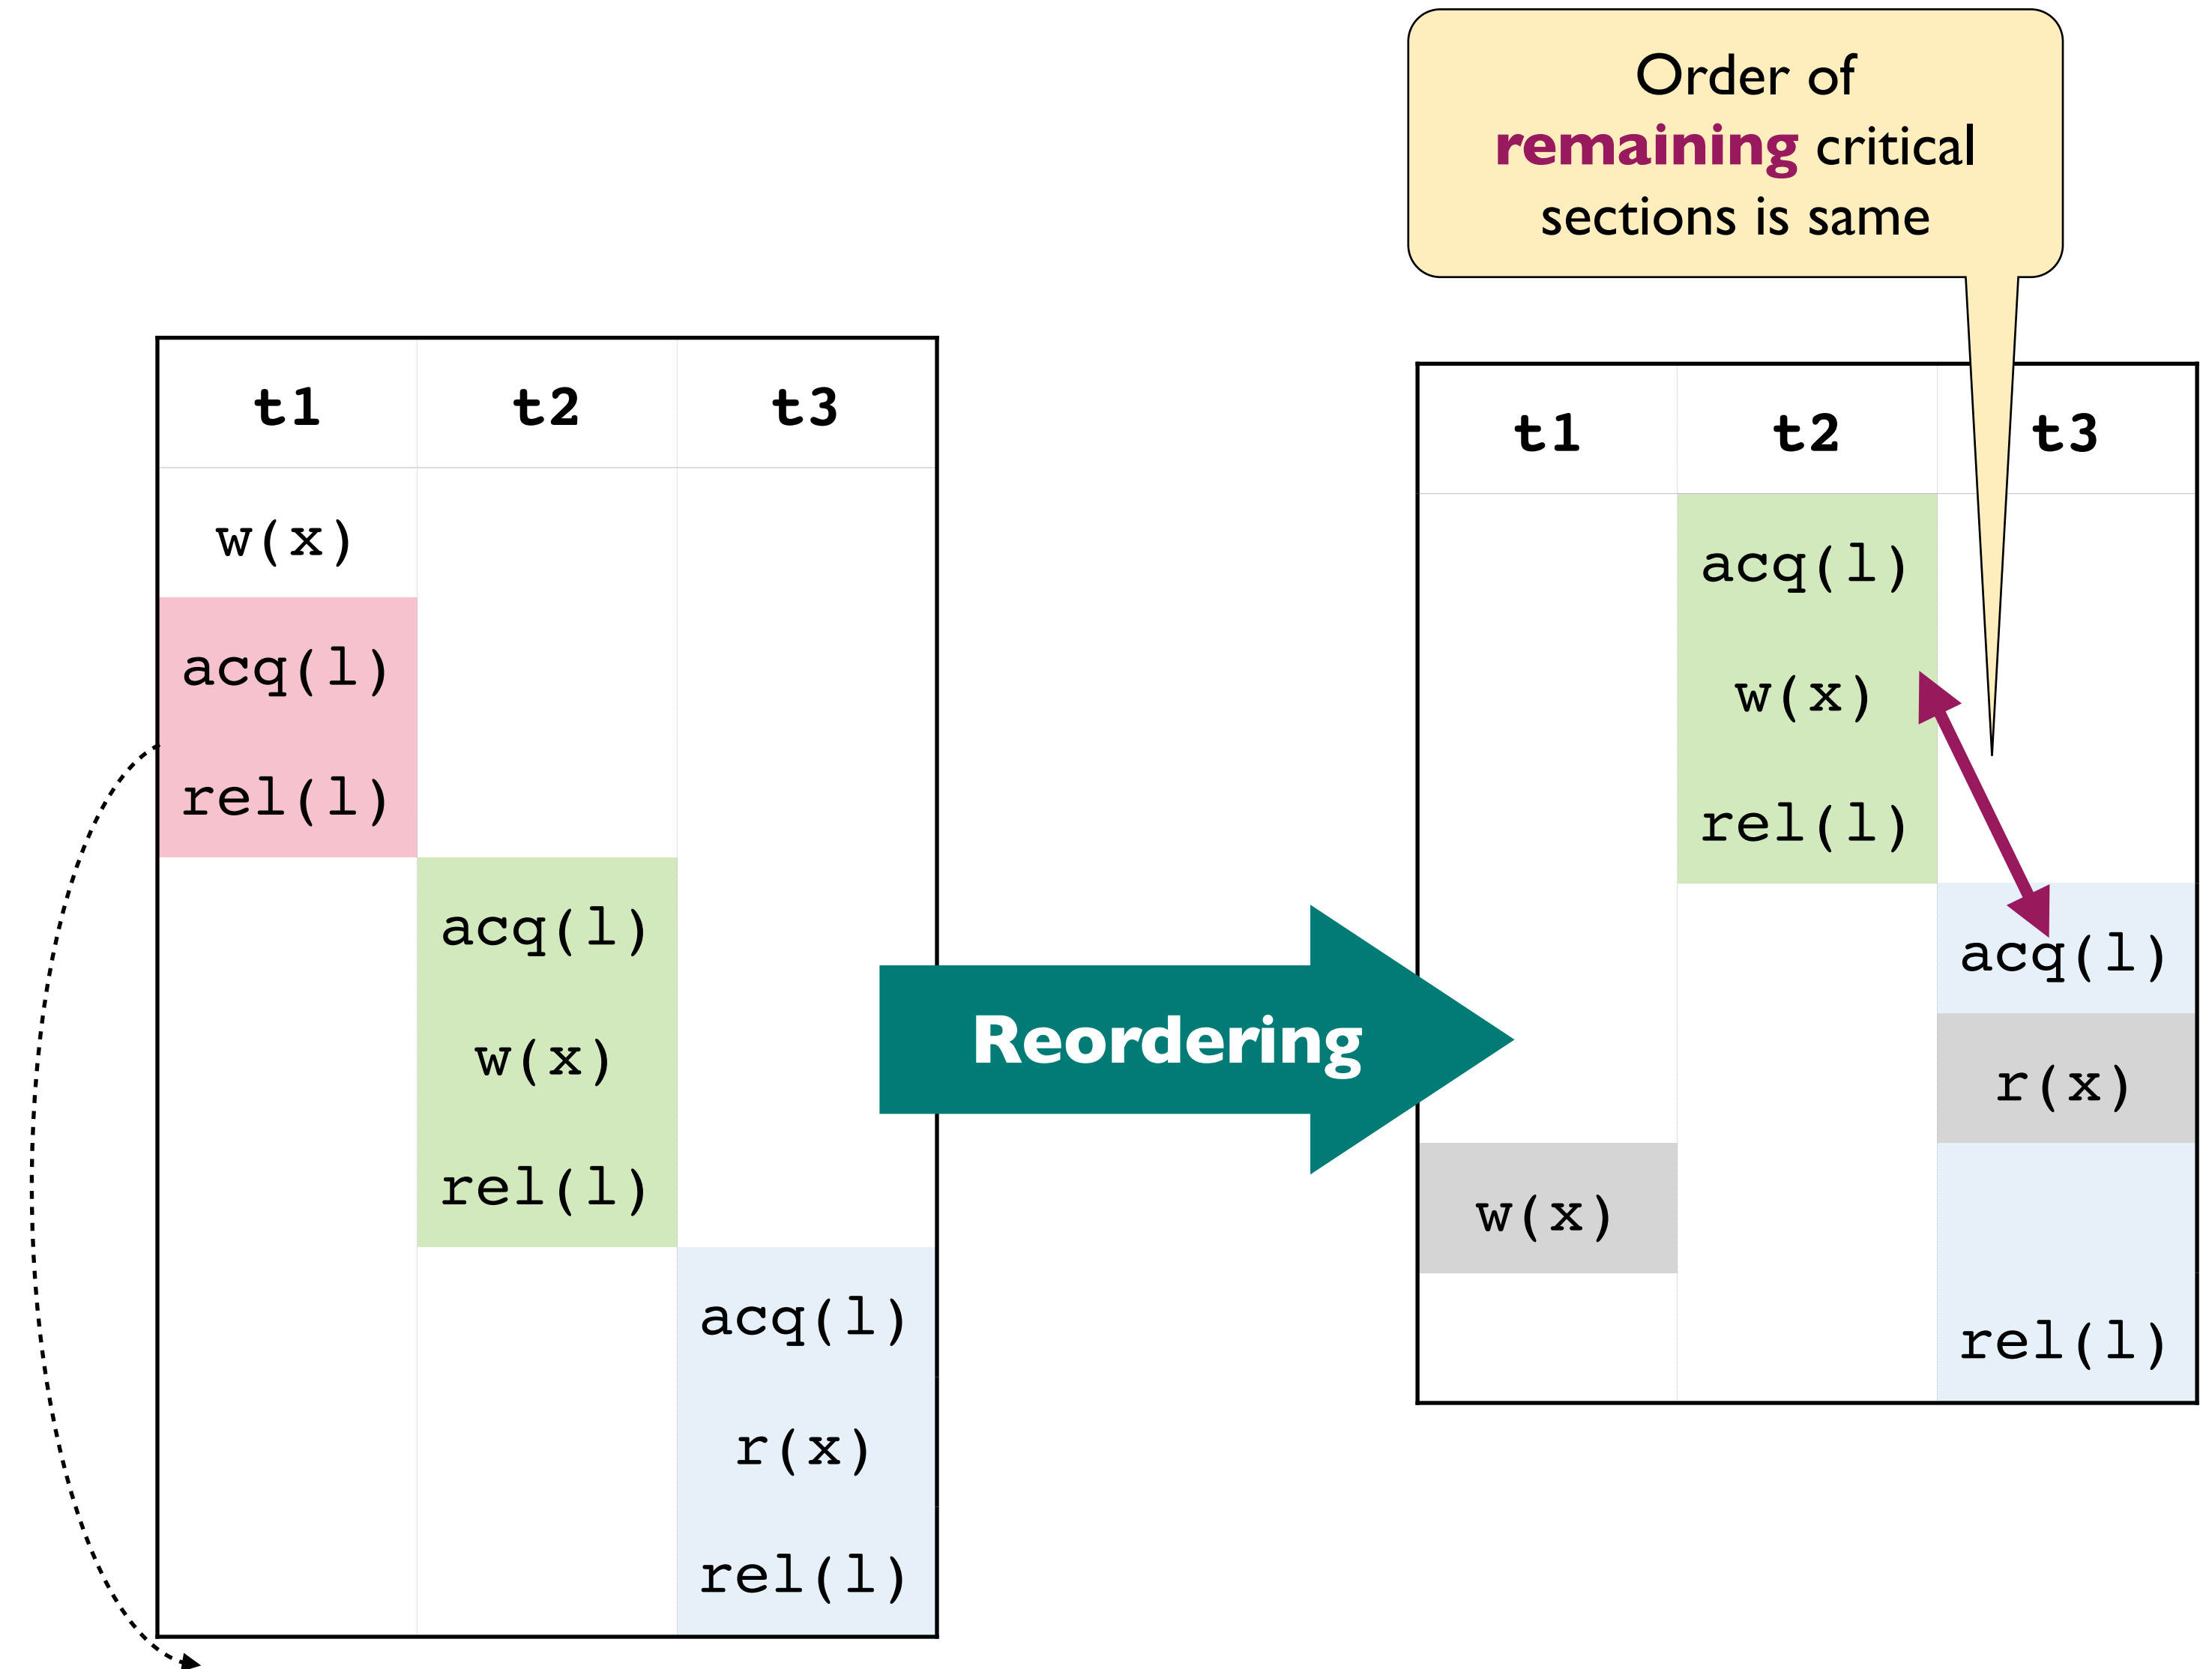 Order of
remaining critical
sections is same
t1 t2 t3
w(x)
acq(l)
rel(l)
acq(l)
w(x)
rel(l)
acq(l)
r(x)
rel(l)
Reordering
t1 t2 t3
acq(l)
w(x)
rel(l)
acq(l)
r(x)
w(x)
rel(l)